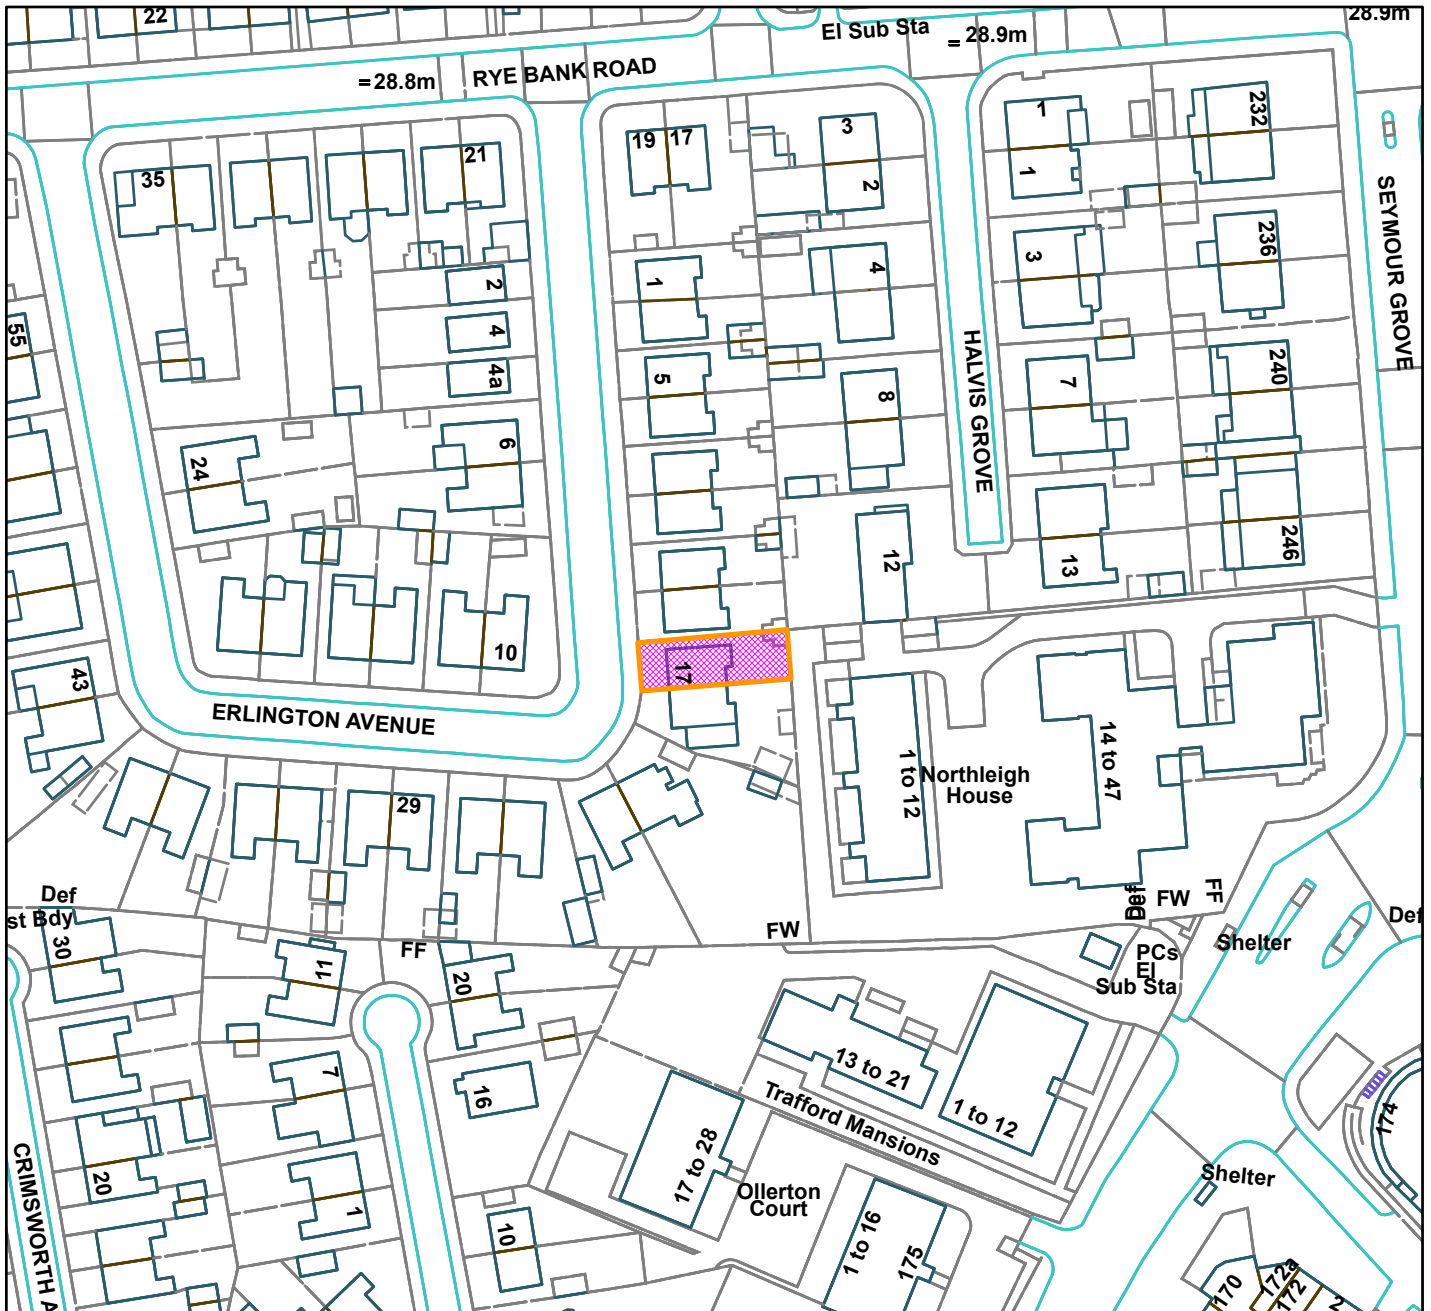 22
El Sub Sta
28.9m
= 28.9m
= 28.8m
RYE BANK ROAD
19
17
3
1
232
35
21
2
1
SEYMOUR GROVE
236
1
4
3
2
55
4
HALVIS GROVE
4a
5
8
7
240
6
24
12
13
246
10
17
43
ERLINGTON AVENUE
29
1 to 12
Northleigh
House
14 to 47
Def
st Bdy
FW
FF
FW
Def
30
FF
11
20
PCs
El
Sub Sta
Shelter
7
16
13 to 21
1 to 12
Trafford Mansions
174
CRIMSWORTH A
20
17 to 28
Ollerton
Court
Shelter
1
10
1 to 16
175
170
172a
172
2